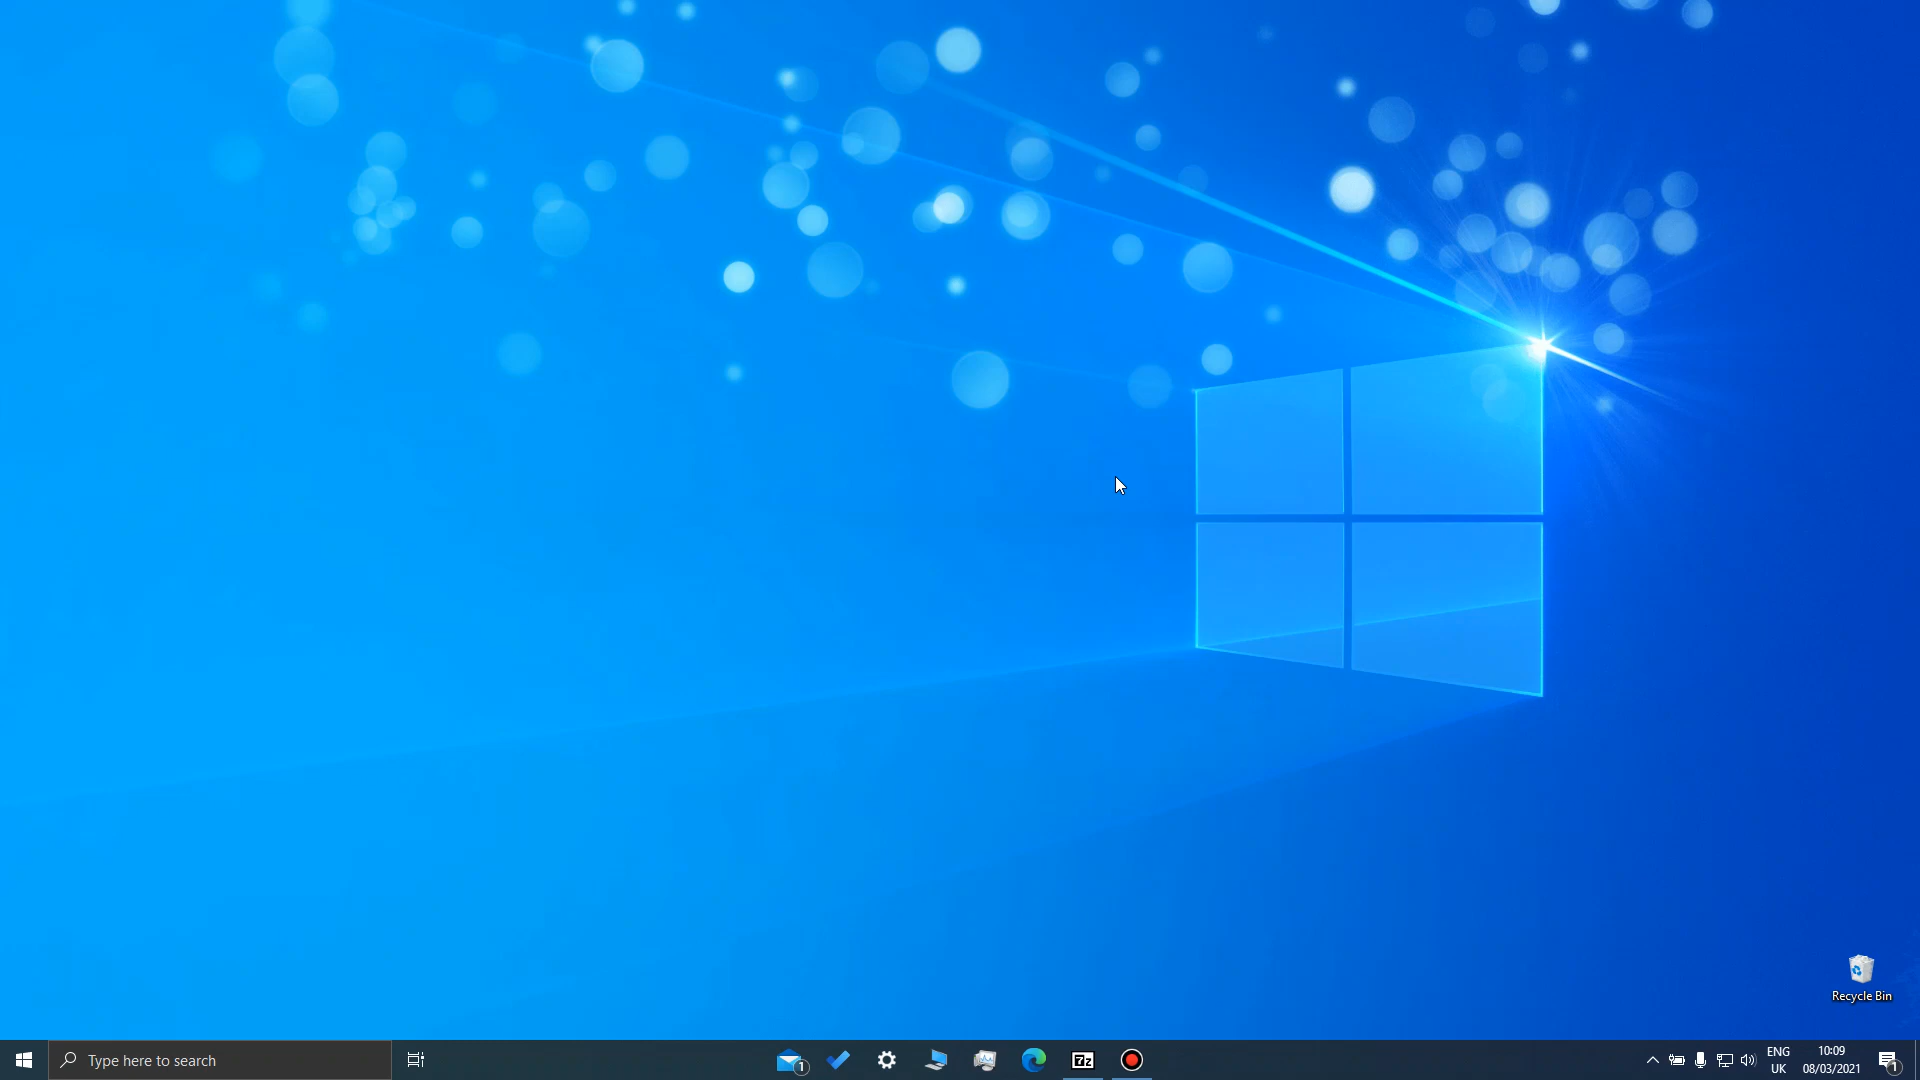 Recycle Bin
Type here to search
1
7z
ENG
UK
10:09
08/03/2021
1